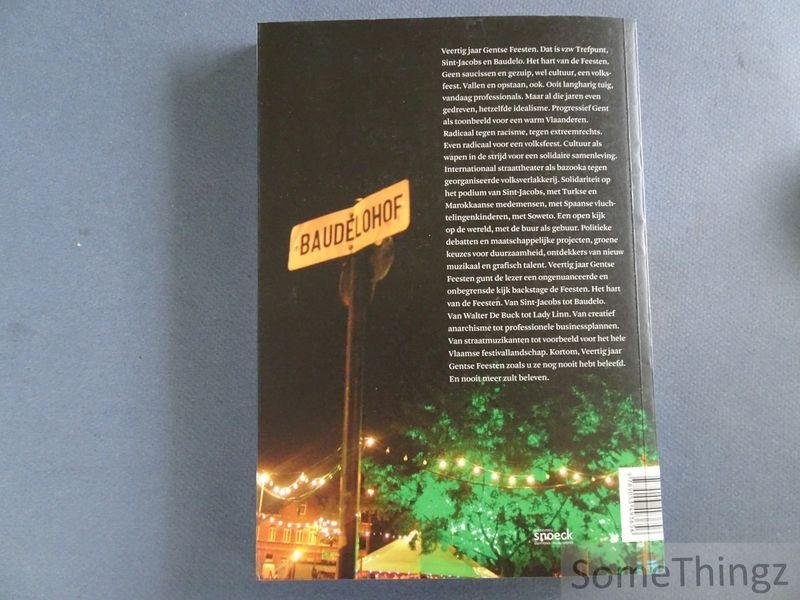 Veertig jaar Gentse Feesten. Dat is vzw Trefpunt,
Sint-Jacobs en Baudelo. Het hart van de Feesten.
Geen saucissen en gezuip, wel cultuur, een volks-
feest. Vallen en opstaan, ook. Ooit langharig tuig,
vandaag professionals. Maar al die jaren even
gedreven, hetzelfde idealisme. Progressief Gent
als toonbeeld voor een warm Vlaanderen.
Radicaal tegen racisme, tegen extreemrechts.
Even radicaal voor een volksfeest. Cultuur als
wapen in de strijd voor een solidaire samenleving.
Internationaal straattheater als bazooka tegen
georganiseerde volksverlakkerij. Solidariteit op
het podium van Sint-Jacobs, met Turkse en
Marokkaanse medemensen, met Spaanse vluch-
telingenkinderen, met Soweto. Een open kijk
op de wereld, met de buur als gebuur. Politieke
debatten en maatschappelijke projecten, groene
keuzes voor duurzaamheid, ontdekkers van nieuw
muzikaal en grafisch talent. Veertig jaar Gentse
Feesten gunt de lezer een ongenuanceerde en
onbegrensde kijk backstage de Feesten. Het hart
van de Feesten. Van Sint-Jacobs tot Baudelo.
Van Walter De Buck tot Lady Linn. Van creatief
anarchisme tot professionele businessplannen.
Van straatmuzikanten tot voorbeeld voor het hele
Vlaamse festivallandschap. Kortom, Veertig jaar
Gentse Feesten zoals u ze nog nooit hebt beleefd.
En nooit meer zult beleven.
BAUDELOHOF
snoeck
SomeThingz